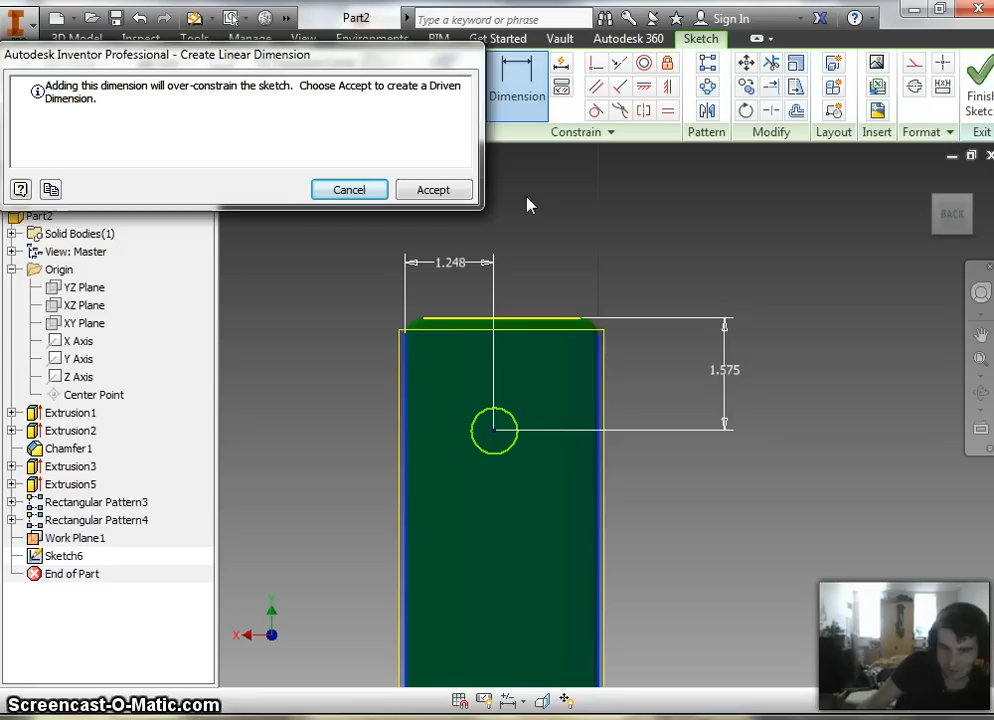 Part2
Type a keyword or phrase
Sign In
3D Model Inspect Tools Manage View Environments BIM Get Started Vault Autodesk 360 Sketch
Autodesk Inventor Professional - Create Linear Dimension
Adding this dimension will over-constrain the sketch. Choose Accept to create a Driven
Dimension.
Cancel
Accept
Dimension
Finish
Sketc
Constrain
Pattern
Modify
Layout
Insert
Format
Exit
BACK
Part2
Solid Bodies(1)
View: Master
Origin
YZ Plane
XZ Plane
XY Plane
X Axis
Y Axis
Z Axis
Center Point
Extrusion1
Extrusion2
Chamfer1
Extrusion3
Extrusion5
Rectangular Pattern3
Rectangular Pattern4
Work Plane1
Sketch6
End of Part
1.248
1.575
Y
X
Screencast-O-Matic.com